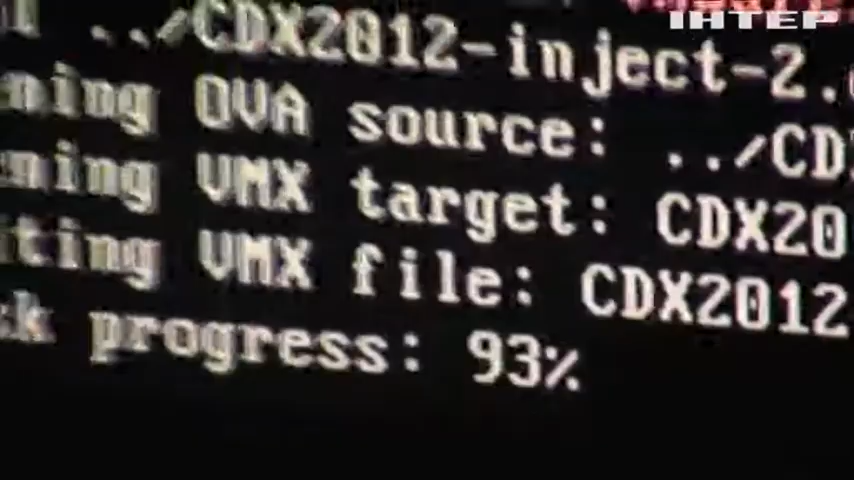 ІНТЕР
../CDX2012-inject-2.
ning OVA source: ../CD
ning VMX target: CDX20
ting VMX file: CDX2012
k progress: 93%